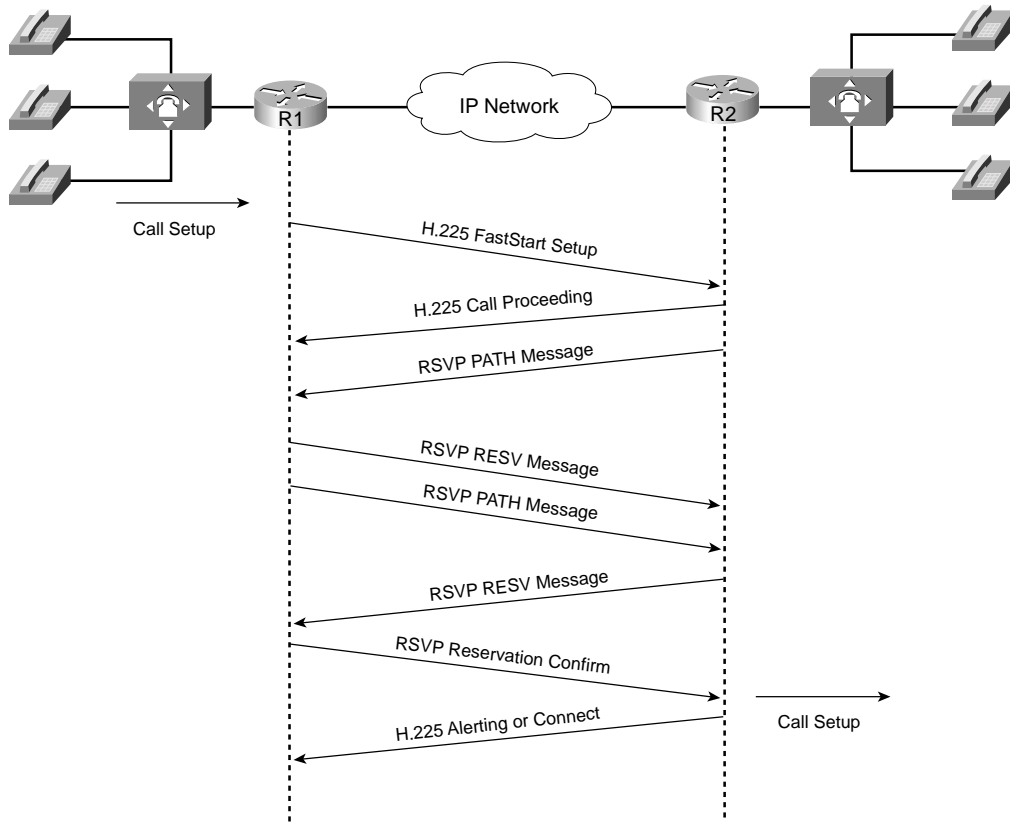 IP Network
R1
R2
Call Setup
H.225 FastStart Setup
H.225 Call Proceeding
RSVP PATH Message
RSVP RESV Message
RSVP PATH Message
RSVP RESV Message
RSVP Reservation Confirm
H.225 Alerting or Connect
Call Setup